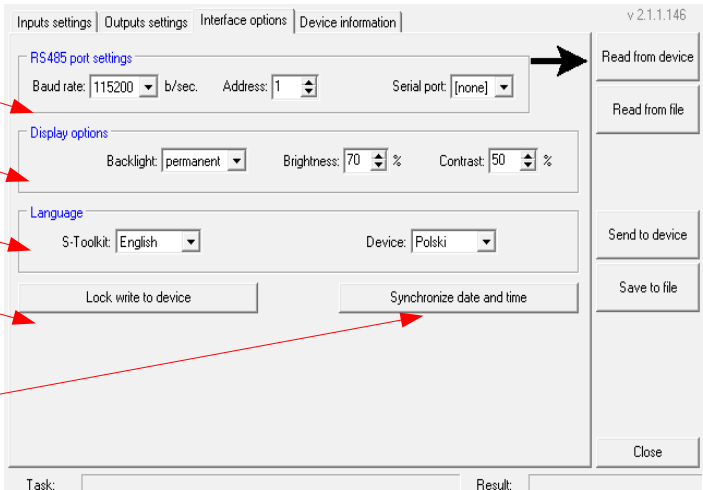 v 2.1.1.146
Inputs settings Outputs settings Interface options Device information
RS485 port settings
Baud rate: 115200 b/sec. Address: 1 Serial port: [none]
Display options
Backlight: permanent Brightness: 70 % Contrast: 50 %
Language
S-Toolkit: English Device: Polski
Lock write to device Synchronize date and time
Read from device
Read from file
Send to device
Save to file
Close
Task: Result: